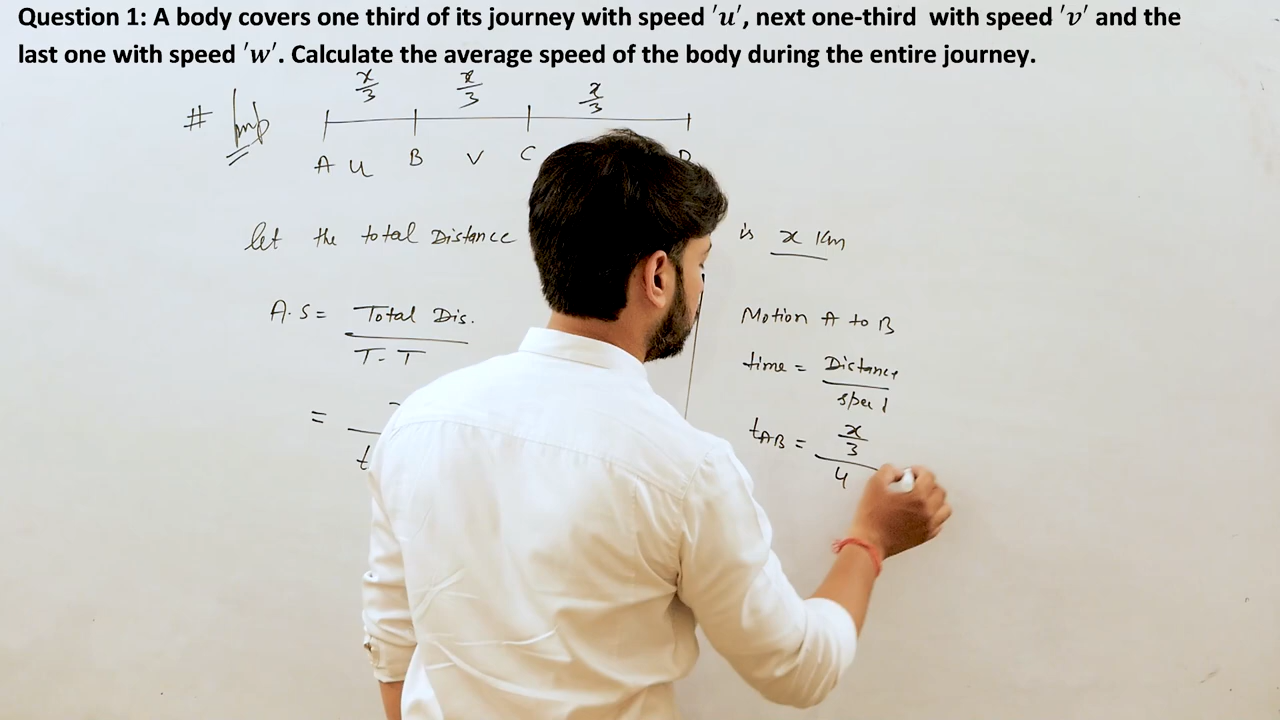 Question 1: A body covers one third of its journey with speed 'u', next one-third with speed 'v' and the
last one with speed 'w'. Calculate the average speed of the body during the entire journey.
x/3 x/3 x/3
# Imp
A u B v C
let the total Distance is x Km
A.S = Total Dis. / T-T
Motion A to B
time = Distance / speed
=
t
tAB = x/3 / u